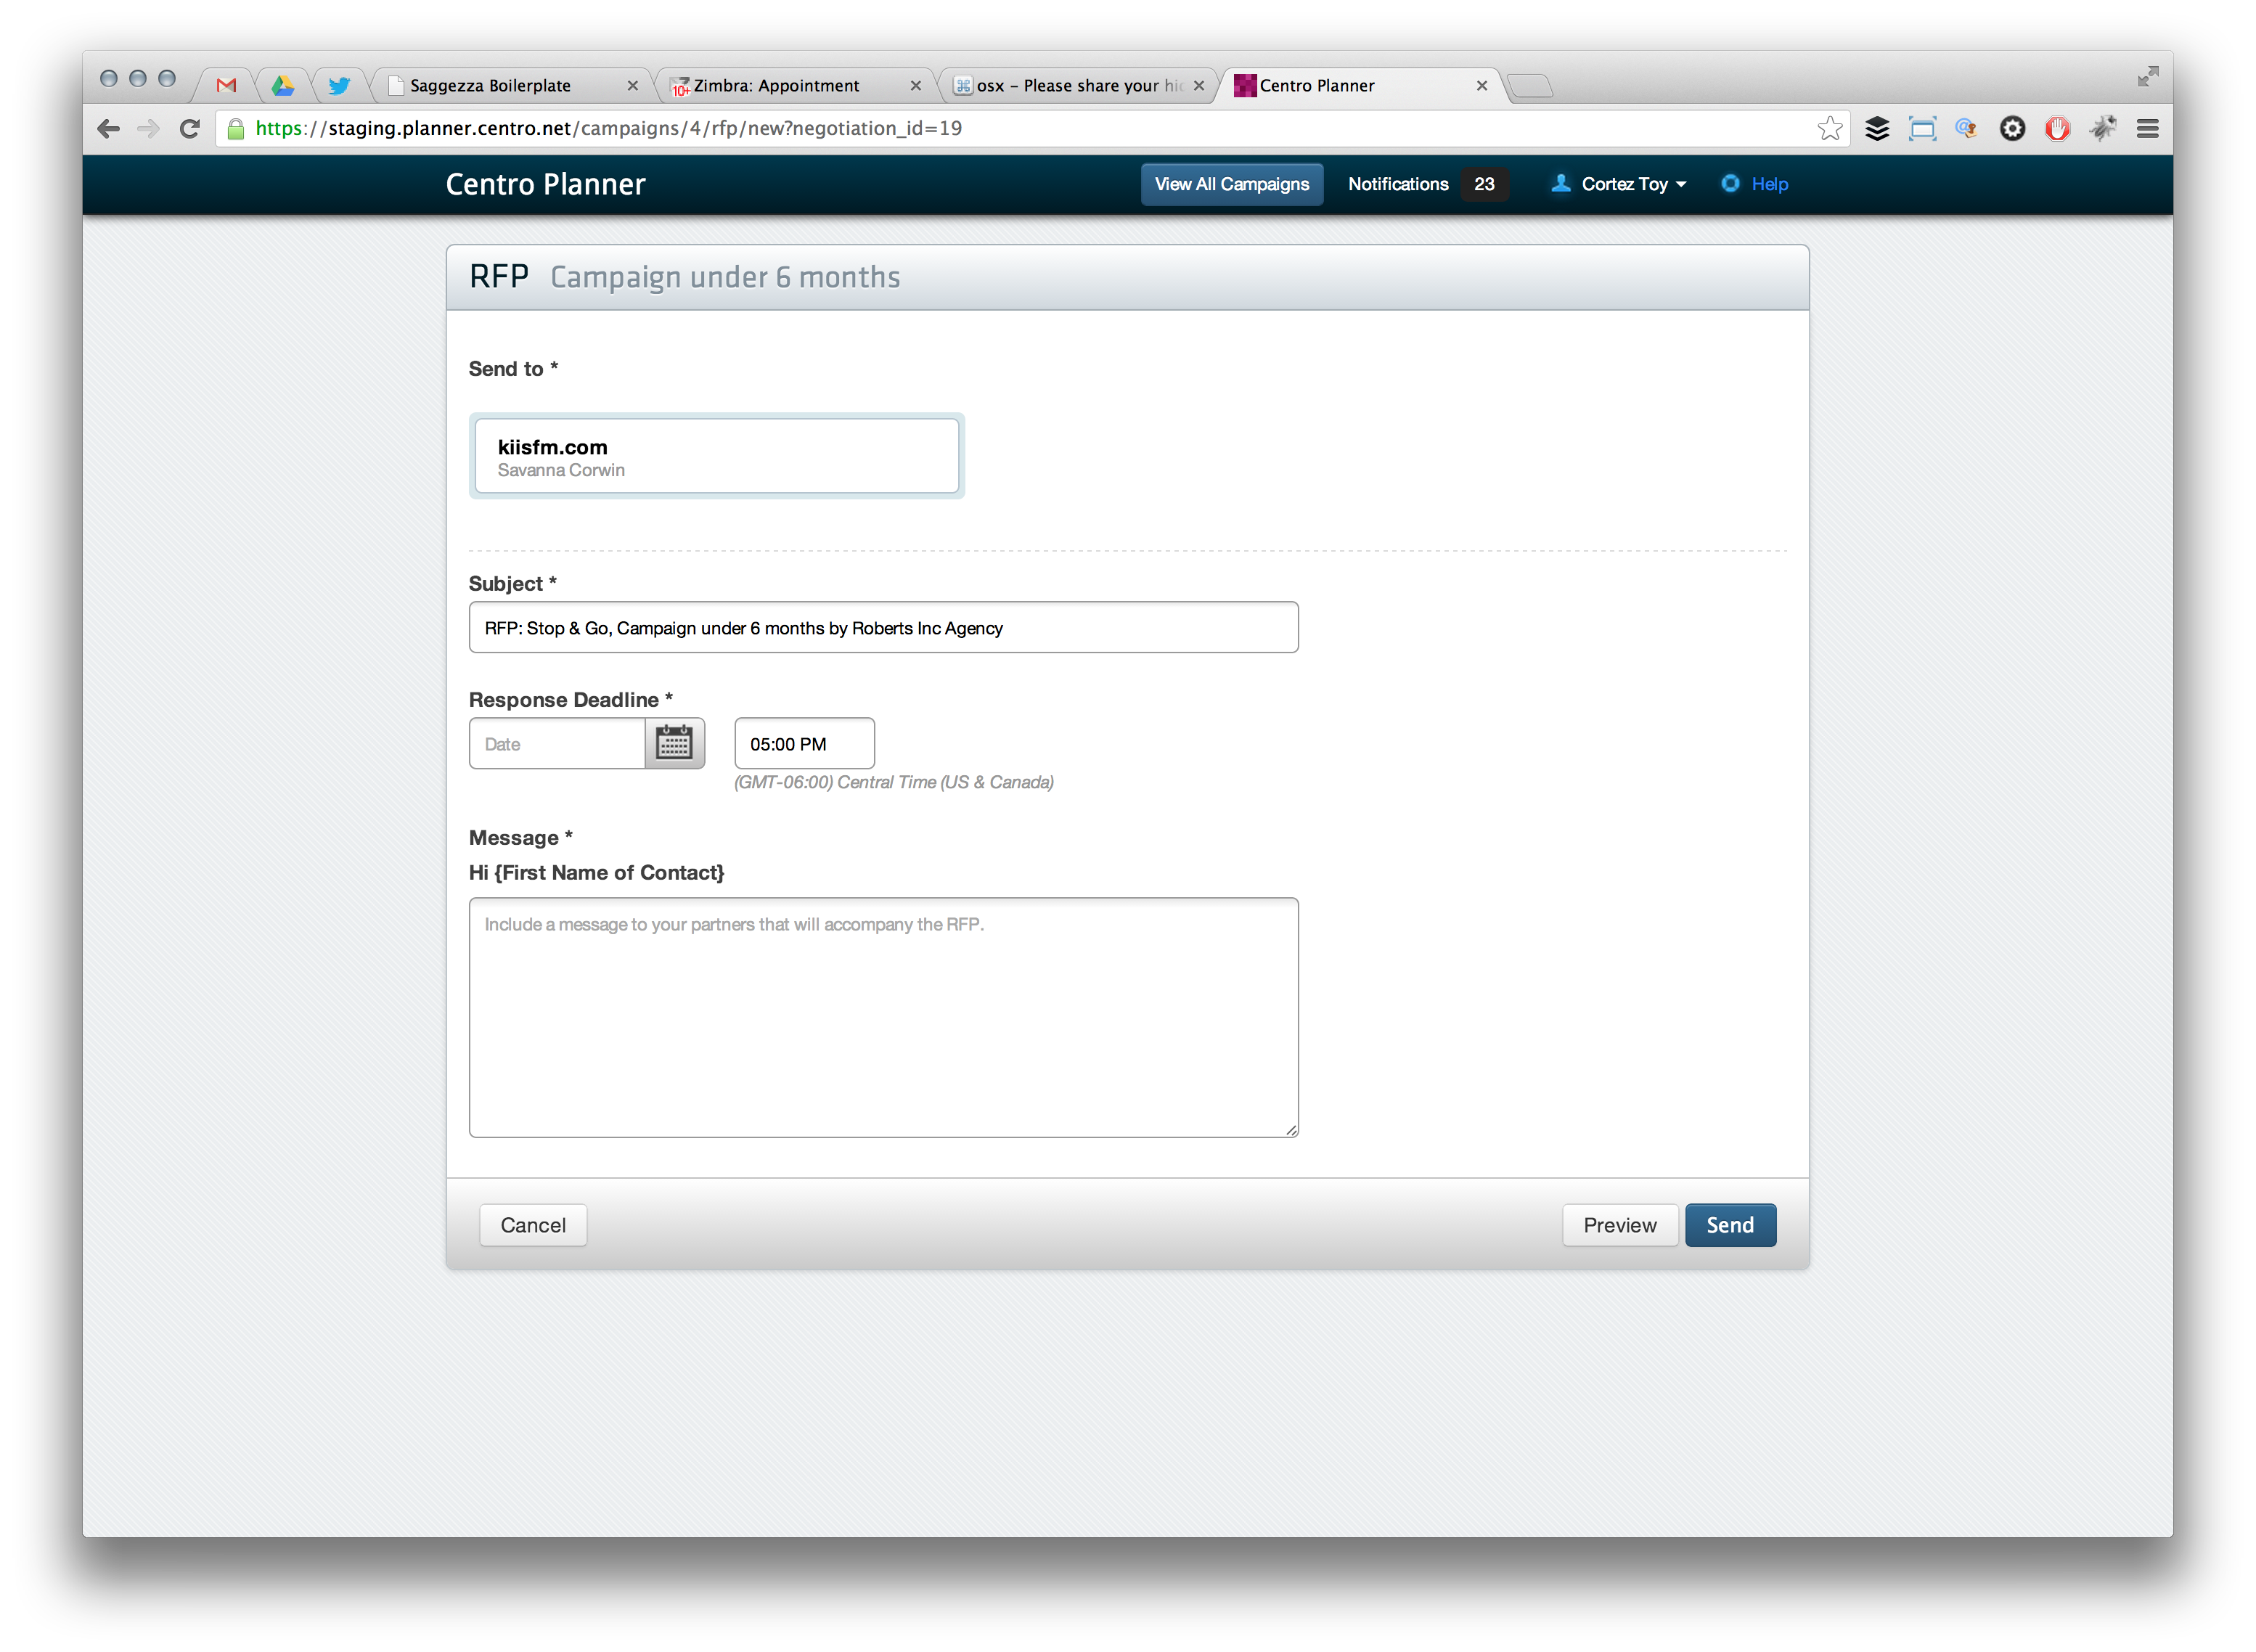 Saggezza Boilerplate
10+ Zimbra: Appointment
osx – Please share your hi
Centro Planner
https://staging.planner.centro.net/campaigns/4/rfp/new?negotiation_id=19
Centro Planner
View All Campaigns
Notifications 23
Cortez Toy
Help
RFP Campaign under 6 months
Send to *
kiisfm.com
Savanna Corwin
Subject *
RFP: Stop & Go, Campaign under 6 months by Roberts Inc Agency
Response Deadline *
Date
05:00 PM
(GMT-06:00) Central Time (US & Canada)
Message *
Hi {First Name of Contact}
Include a message to your partners that will accompany the RFP.
Cancel
Preview
Send